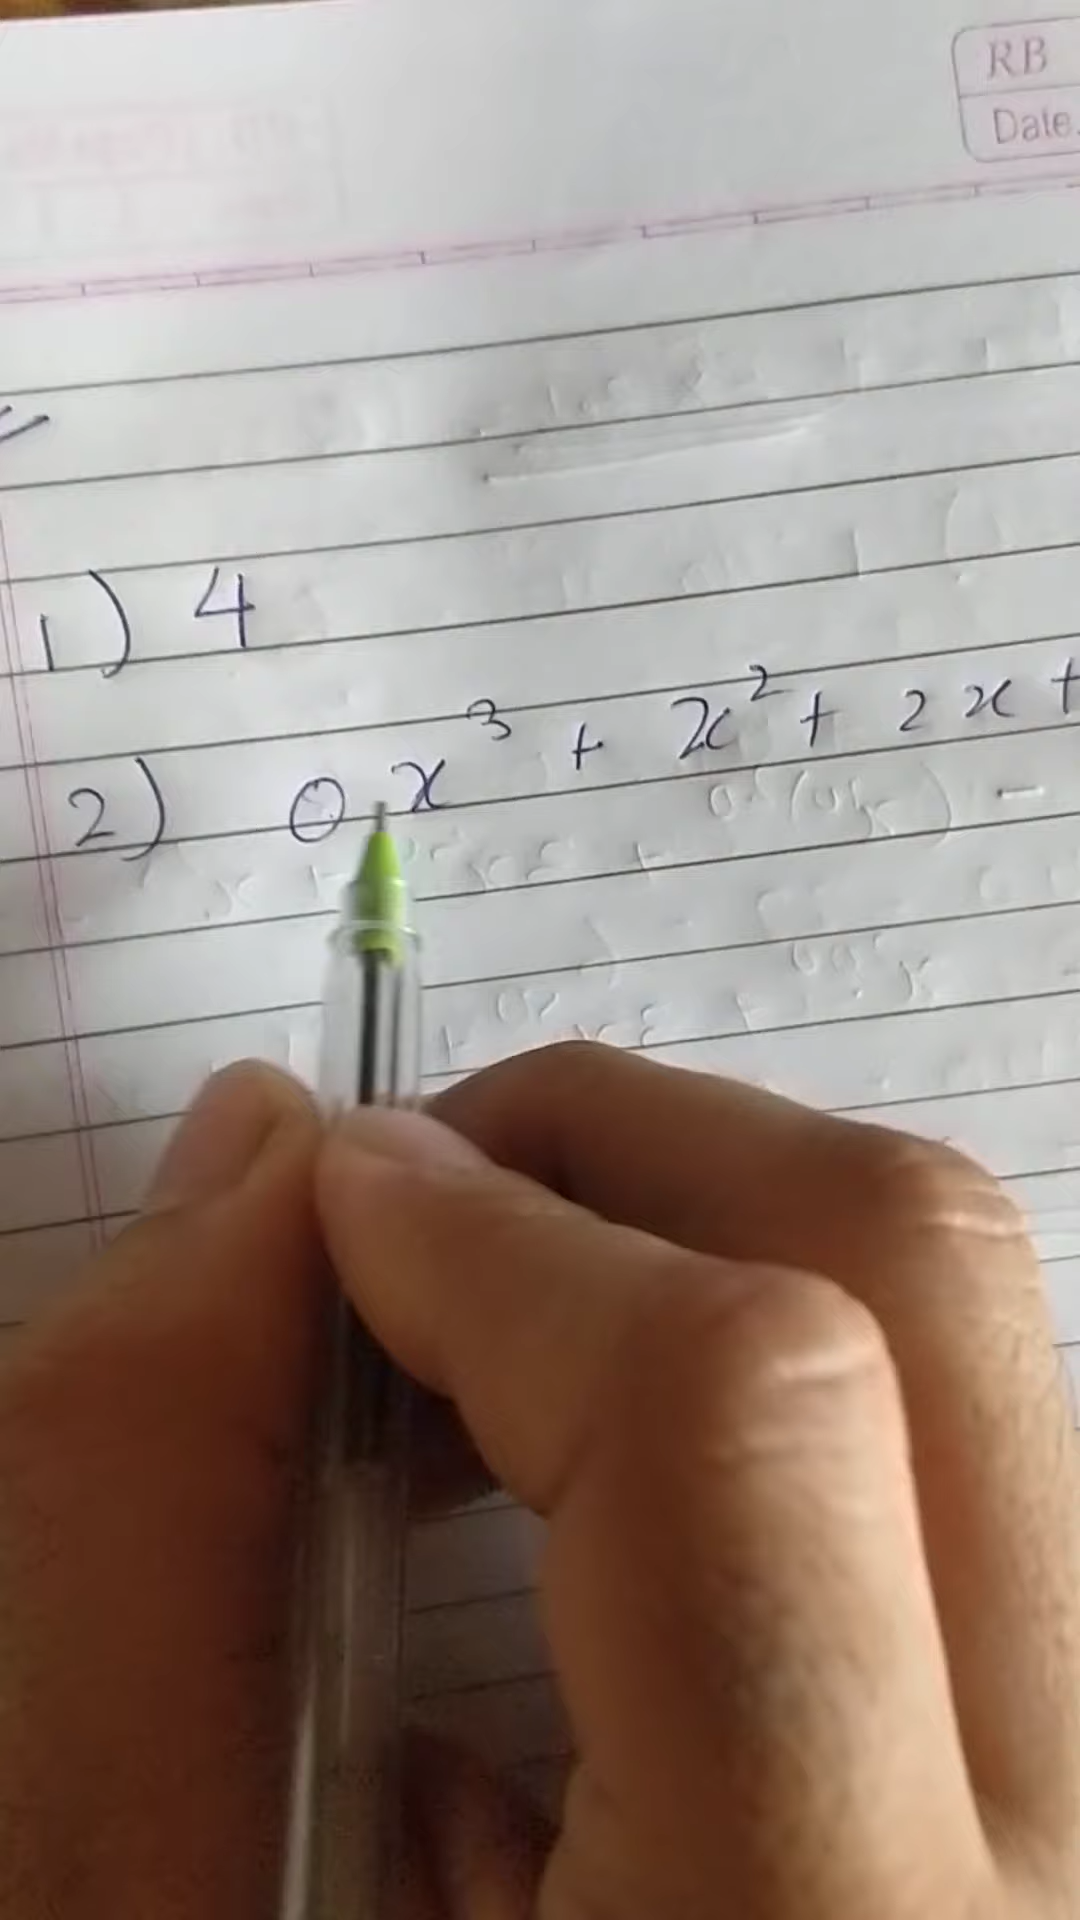 RB
Date.
1) 4
2) 0x³ + x² + 2x +